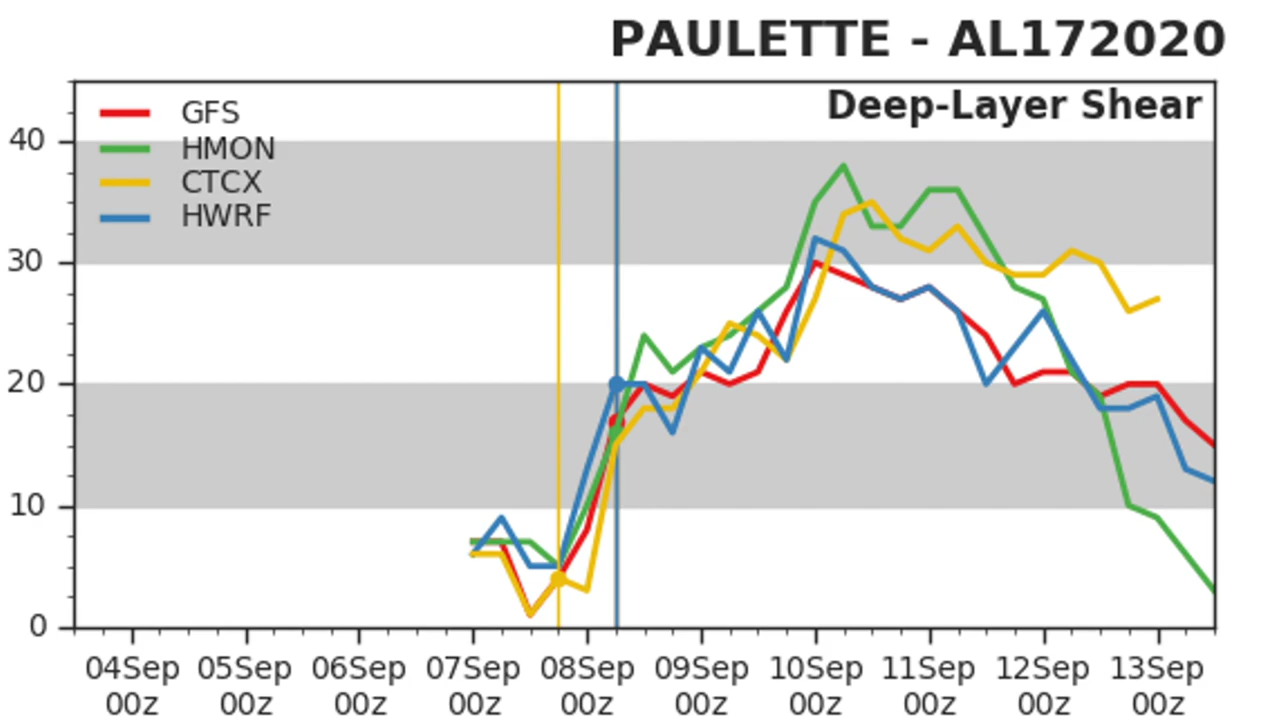 PAULETTE - AL172020
Deep-Layer Shear
GFS
HMON
CTCX
HWRF
40
30
20
10
0
04Sep 05Sep 06Sep 07Sep 08Sep 09Sep 10Sep 11Sep 12Sep 13Sep
00z 00z 00z 00z 00z 00z 00z 00z 00z 00z